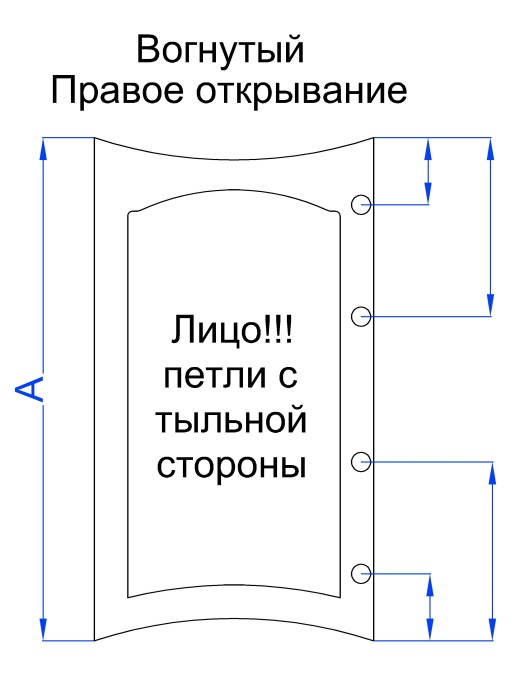 Вогнутый
Правое открывание
Лицо!!!
петли с
тыльной
стороны
A